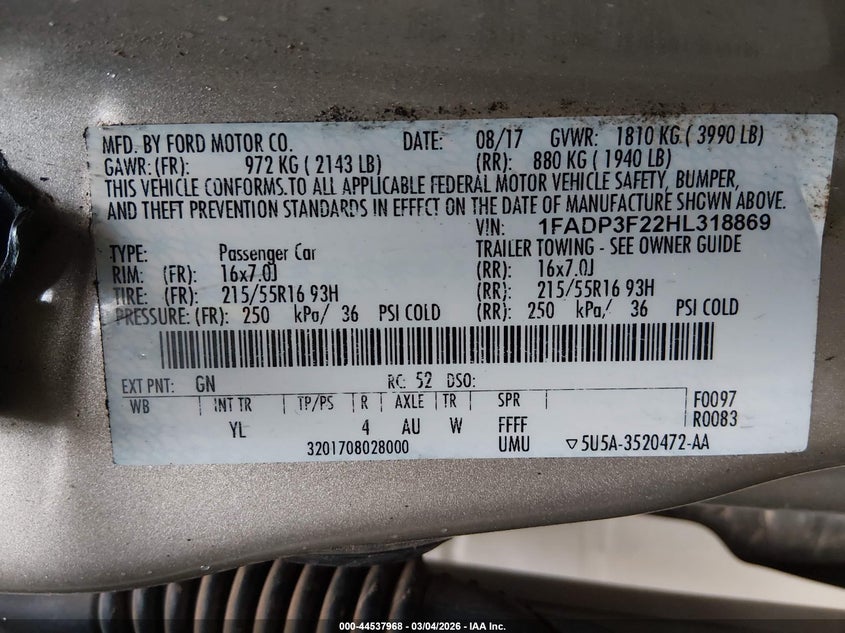 MFD. BY FORD MOTOR CO. DATE: 08/17 GVWR: 1810 KG ( 3990 LB)
GAWR: (FR): 972 KG ( 2143 LB) (RR): 880 KG ( 1940 LB)
THIS VEHICLE CONFORMS TO ALL APPLICABLE FEDERAL MOTOR VEHICLE SAFETY, BUMPER,
AND THEFT PREVENTION STANDARDS IN EFFECT ON THE DATE OF MANUFACTURE SHOWN ABOVE.
VIN: 1FADP3F22HL318869
TYPE: Passenger Car TRAILER TOWING - SEE OWNER GUIDE
RIM: (FR): 16x7.0J (RR): 16x7.0J
TIRE: (FR): 215/55R16 93H (RR): 215/55R16 93H
PRESSURE: (FR): 250 kPa/ 36 PSI COLD (RR): 250 kPa/ 36 PSI COLD
EXT PNT: GN RC: 52 DSO:
WB | INT TR | TP/PS | R | AXLE | TR | SPR | F0097
YL 4 AU W FFFF R0083
3201708028000 UMU ▽5U5A-3520472-AA
000-44537968 - 03/04/2026 - IAA Inc.